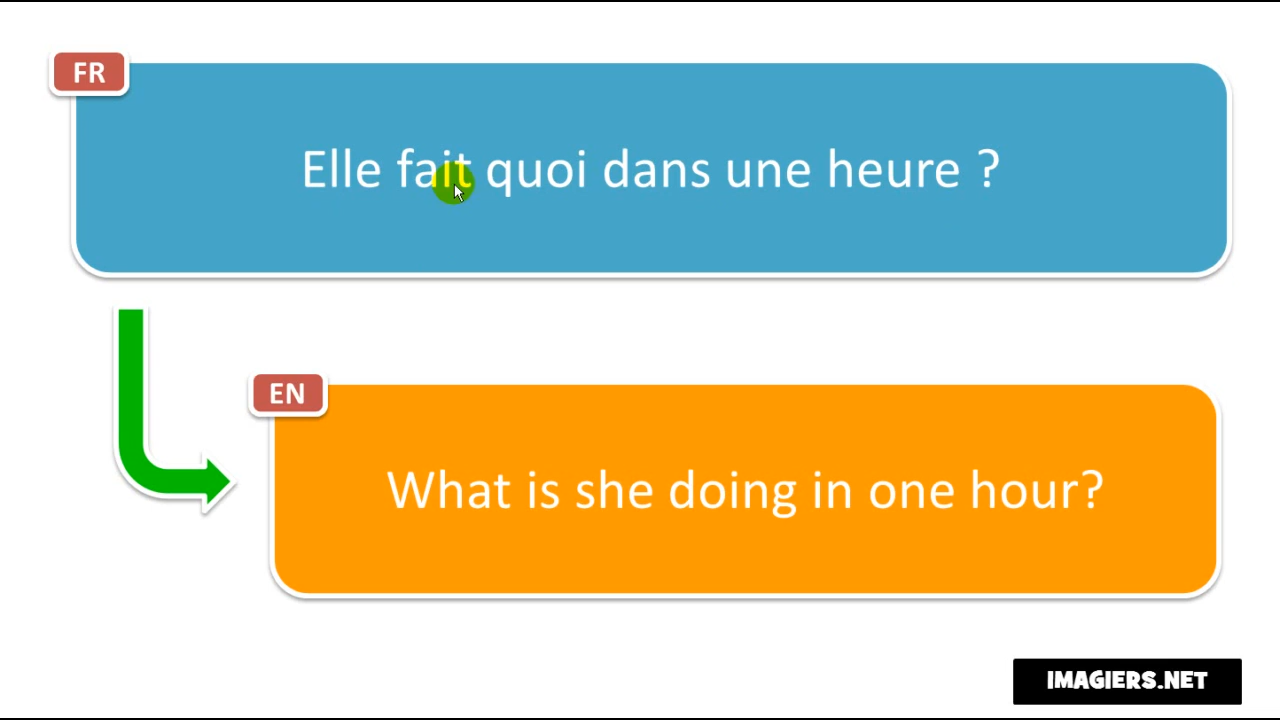 FR
Elle fait quoi dans une heure ?
EN
What is she doing in one hour?
IMAGIERS.NET